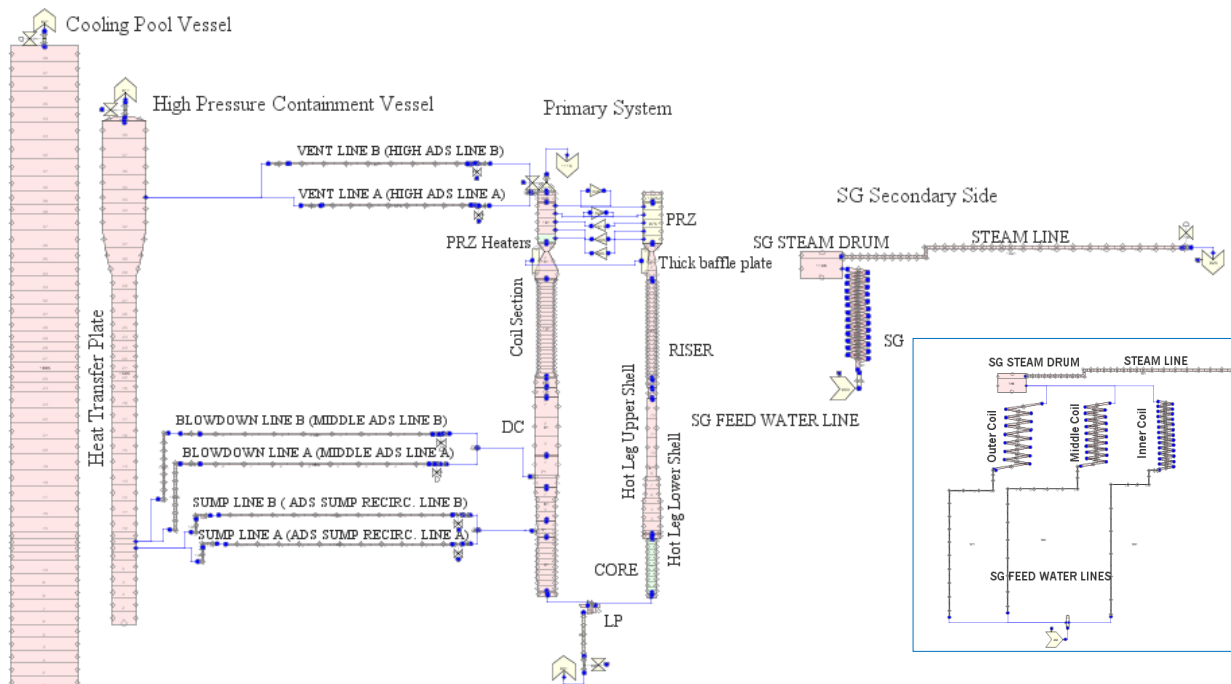 Cooling Pool Vessel
High Pressure Containment Vessel
Primary System
VENT LINE B (HIGH ADS LINE B)
VENT LINE A (HIGH ADS LINE A)
PRZ
SG Secondary Side
PRZ Heaters
Thick baffle plate
SG STEAM DRUM
STEAM LINE
Coil Section
RISER
SG
Heat Transfer Plate
SG STEAM DRUM
STEAM LINE
BLOWDOWN LINE B (MIDDLE ADS LINE B)
DC
Hot Leg Upper Shell
SG FEED WATER LINE
Outer Coil
Middle Coil
Inner Coil
BLOWDOWN LINE A (MIDDLE ADS LINE A)
SUMP LINE B ( ADS SUMP RECIRC. LINE B)
SUMP LINE A (ADS SUMP RECIRC. LINE A)
Hot Leg Lower Shell
CORE
SG FEED WATER LINES
LP